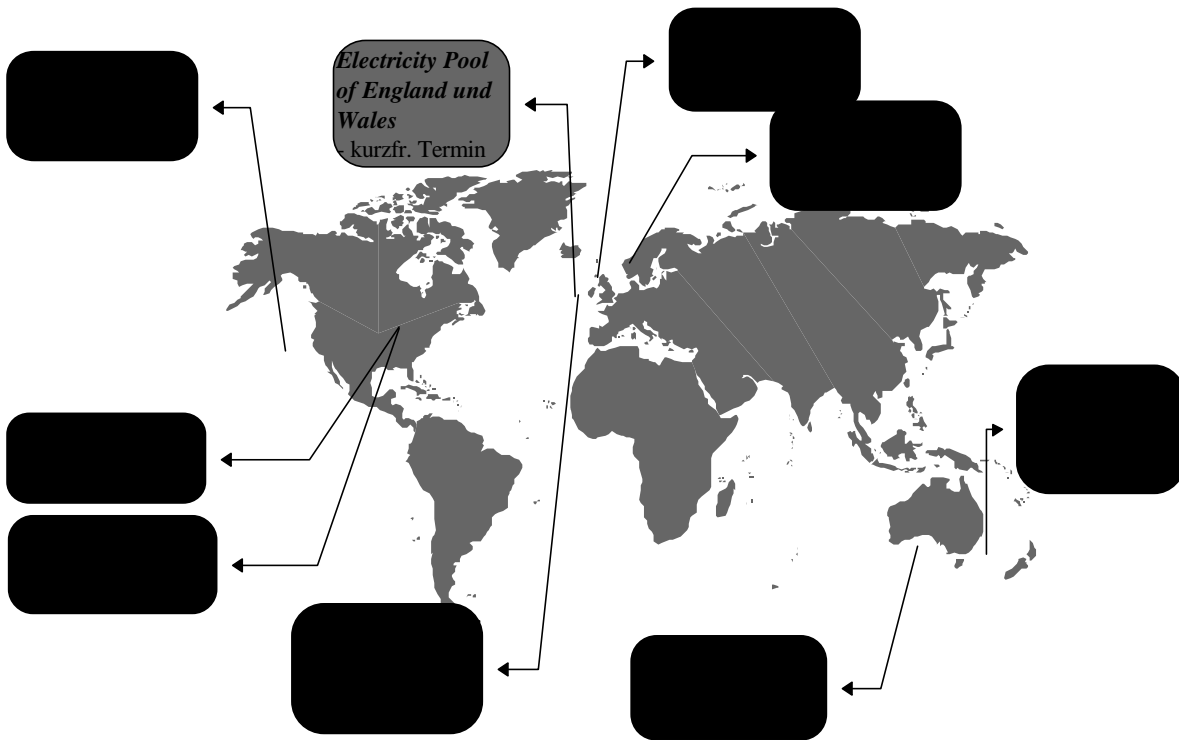 Electricity Pool
of England und
Wales
- kurzfr. Termin